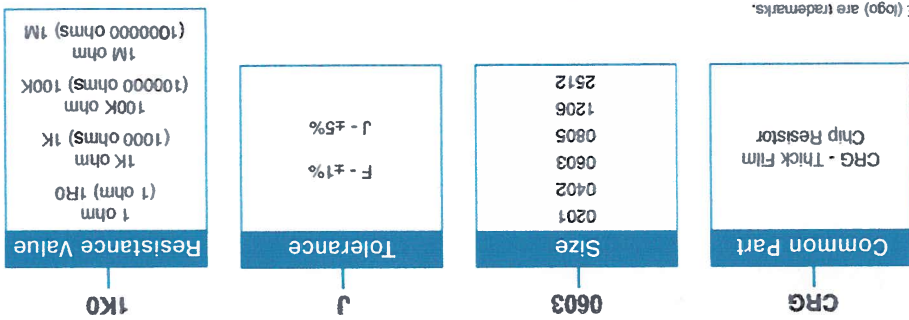 CRG
Common Part
CRG - Thick Film
Chip Resistor
0603
Size
0201
0402
0603
0805
1206
2512
J
Tolerance
F - ±1%
J - ±5%
1K0
Resistance Value
1 ohm
(1 ohm) 1R0
1K ohm
(1000 ohms) 1K
100K ohm
(100000 ohms) 100K
1M ohm
(1000000 ohms) 1M
(logo) are trademarks.